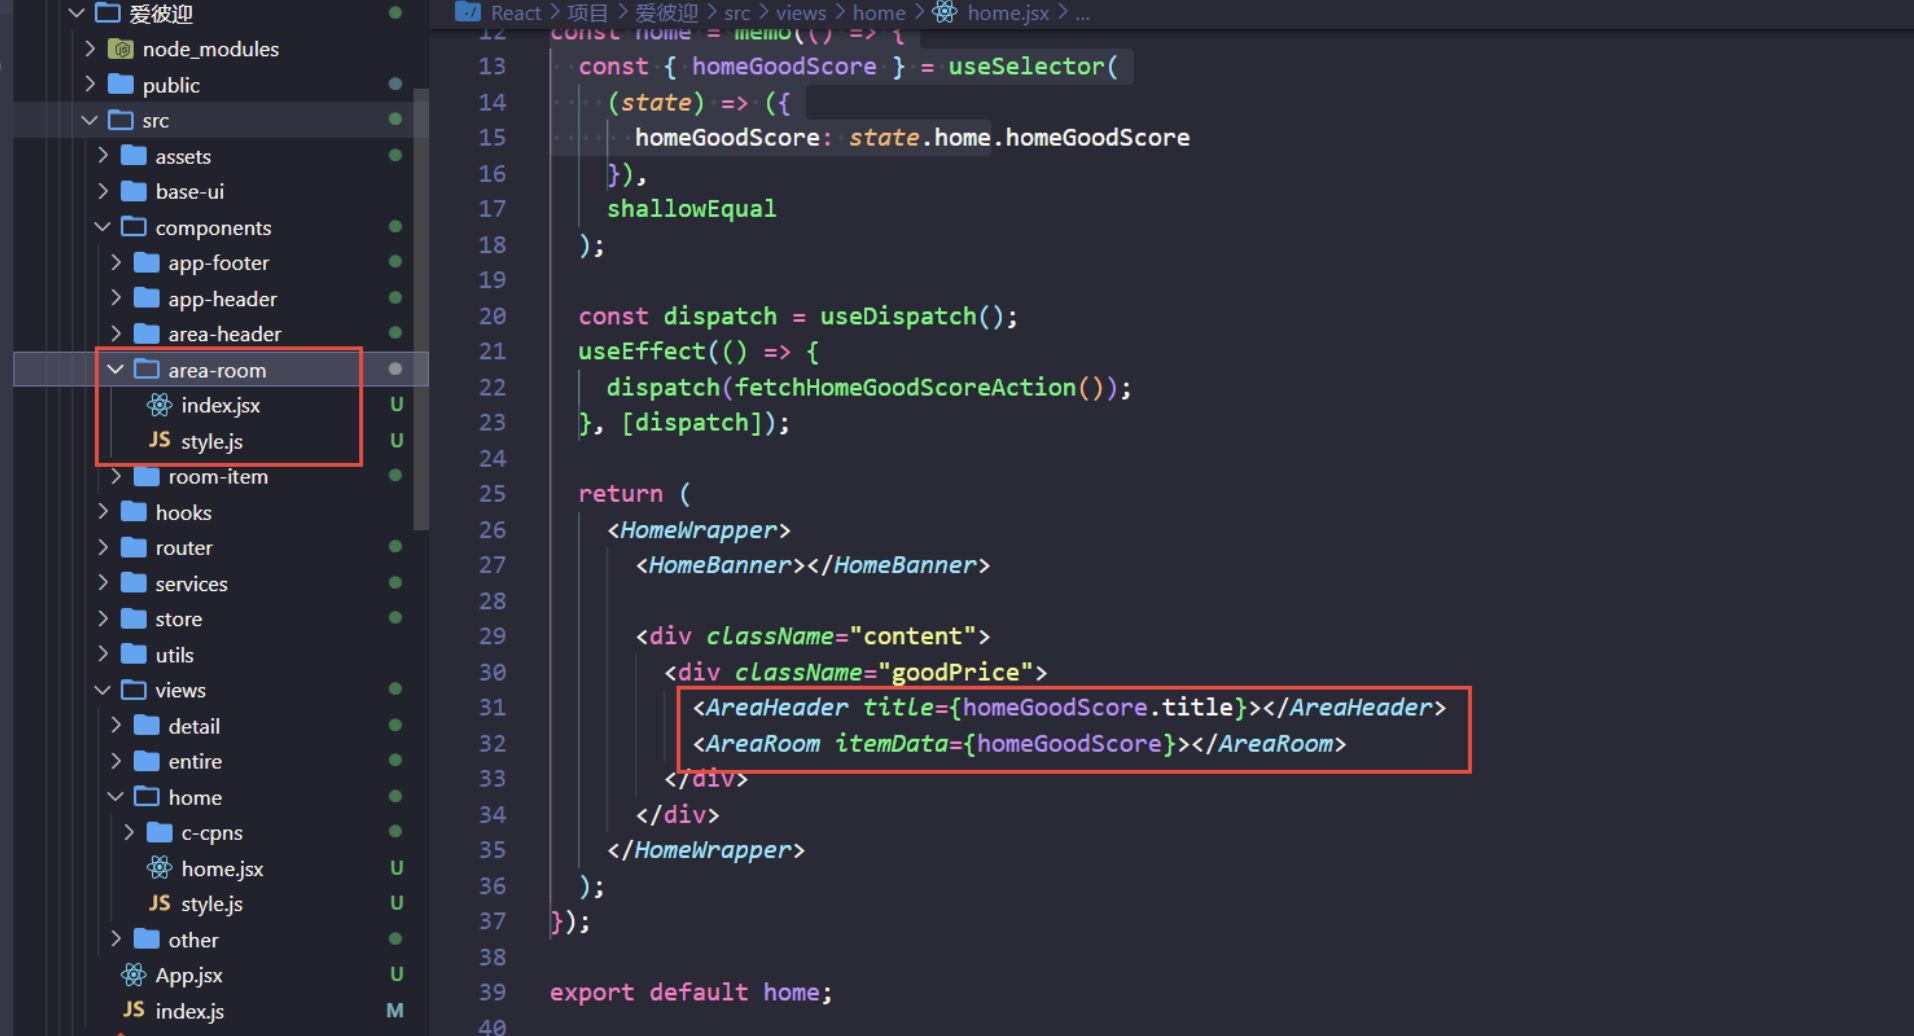 爱彼迎
node_modules
public
src
assets
base-ui
components
app-footer
app-header
area-header
area-room
index.jsx U
JS style.js U
room-item
hooks
router
services
store
utils
views
detail
entire
home
c-cpns
home.jsx U
JS style.js U
other
App.jsx U
JS index.js M
React > 项目 > 爱彼迎 > src > views > home > home.jsx > ...
12 const home = memo(() => {
13 const { homeGoodScore } = useSelector(
14 (state) => ({
15 homeGoodScore: state.home.homeGoodScore
16 }),
17 shallowEqual
18 );
19
20 const dispatch = useDispatch();
21 useEffect(() => {
22 dispatch(fetchHomeGoodScoreAction());
23 }, [dispatch]);
24
25 return (
26 <HomeWrapper>
27 <HomeBanner></HomeBanner>
28
29 <div className="content">
30 <div className="goodPrice">
31 <AreaHeader title={homeGoodScore.title}></AreaHeader>
32 <AreaRoom itemData={homeGoodScore}></AreaRoom>
33 </div>
34 </div>
35 </HomeWrapper>
36 );
37 });
38
39 export default home;
40